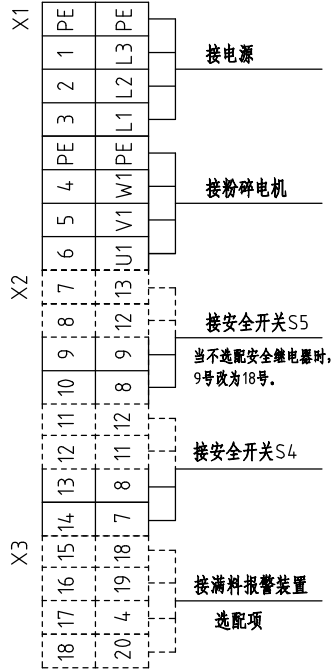 X1
PE PE
1 L3
2 L2
3 L1
接电源
PE PE
4 W1
5 V1
6 U1
接粉碎电机
X2
7 13
8 12
9 9
10 8
接安全开关S5
当不选配安全继电器时，
9号改为18号。
11 12
12 11
13 8
14 7
接安全开关S4
X3
15 18
16 19
17 4
18 20
接满料报警装置
选配项